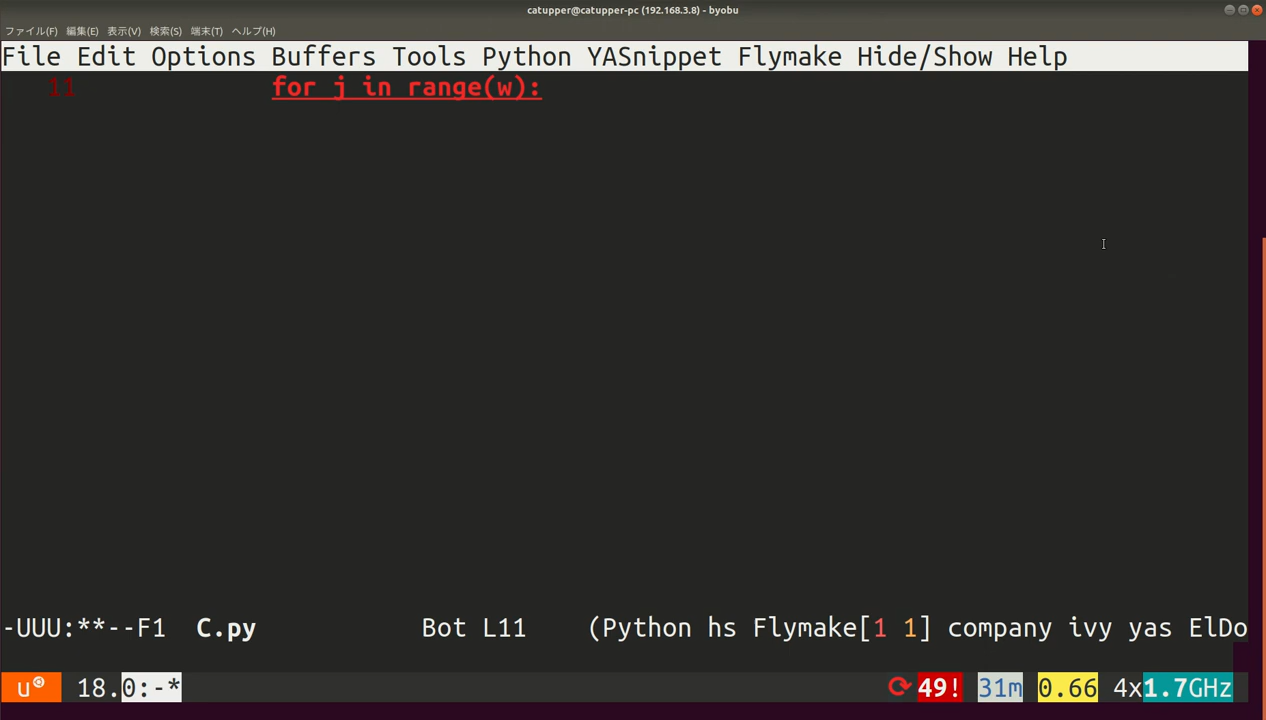 catupper@catupper-pc (192.168.3.8) - byobu
ファイル(F) 編集(E) 表示(V) 検索(S) 端末(T) ヘルプ(H)
File Edit Options Buffers Tools Python YASnippet Flymake Hide/Show Help
11 for j in range(w):
-UUU:**--F1 C.py Bot L11 (Python hs Flymake[1 1] company ivy yas ElDo
u 18.0:-* ⟳ 49! 31m 0.66 4x1.7GHz